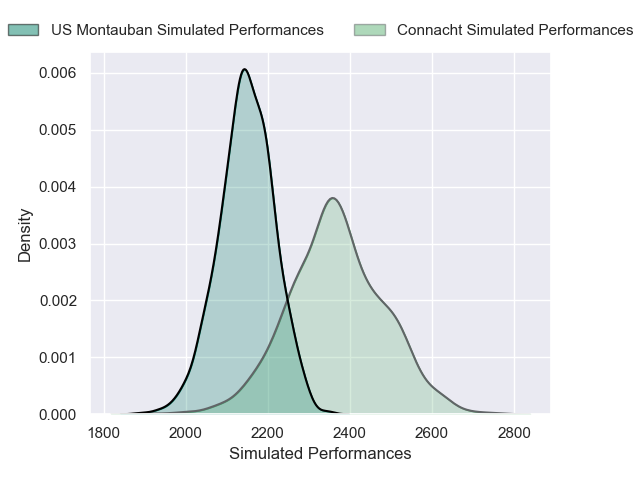 US Montauban Simulated Performances
Connacht Simulated Performances
0.006
0.005
0.004
0.003
0.002
0.001
0.000
Density
1800 2000 2200 2400 2600 2800
Simulated Performances